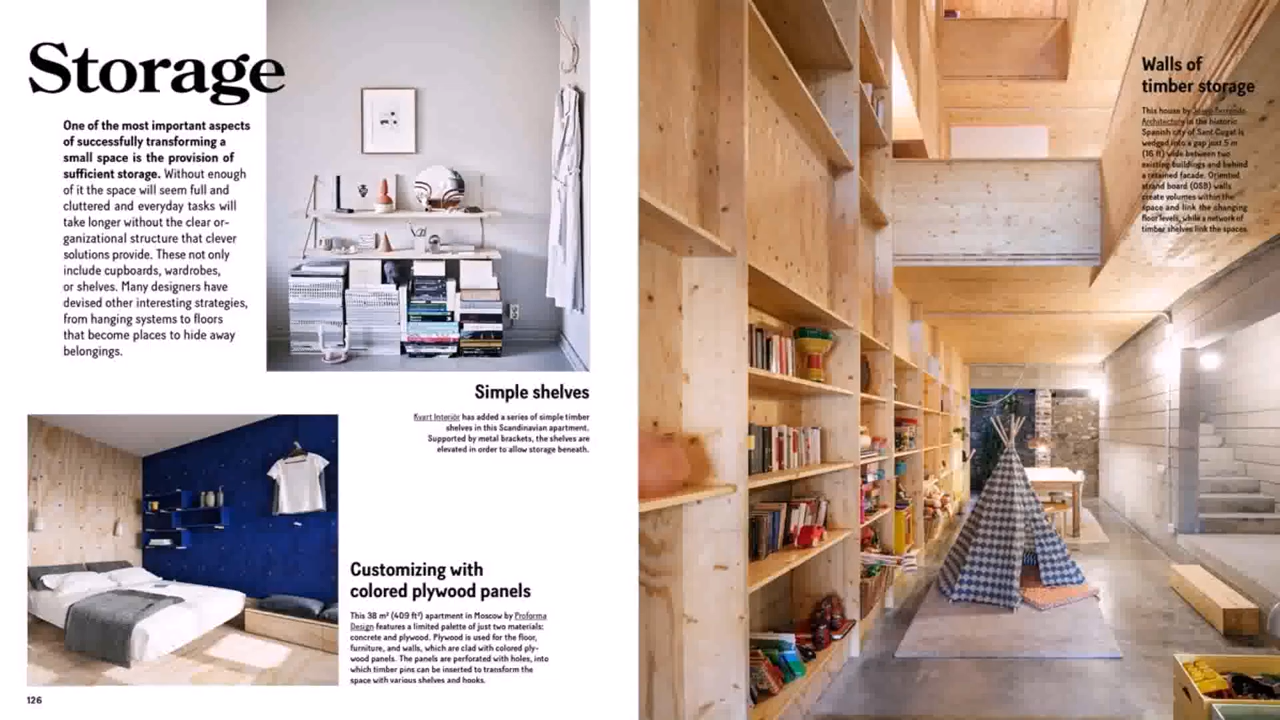 Storage
One of the most important aspects
of successfully transforming a
small space is the provision of
sufficient storage. Without enough
of it the space will seem full and
cluttered and everyday tasks will
take longer without the clear or-
ganizational structure that clever
solutions provide. These not only
include cupboards, wardrobes,
or shelves. Many designers have
devised other interesting strategies,
from hanging systems to floors
that become places to hide away
belongings.
Simple shelves
Kvart Interiör has added a series of simple timber
shelves in this Scandinavian apartment.
Supported by metal brackets, the shelves are
elevated in order to allow storage beneath.
Customizing with
colored plywood panels
This 38 m² (409 ft²) apartment in Moscow by Proforma
Design features a limited palette of just two materials:
concrete and plywood. Plywood is used for the floor,
furniture, and walls, which are clad with colored ply-
wood panels. The panels are perforated with holes, into
which timber pins can be inserted to transform the
space with various shelves and hooks.
126
Walls of
timber storage
This house by
Architecture in the historic
Spanish city of Sant Cugat is
wedged into a gap just 5 m
(16 ft) wide between two
existing buildings and behind
a retained facade. Oriented
strand board (OSB) walls
create volumes within the
space and link the changing
floor levels, while a network of
timber shelves link the spaces.